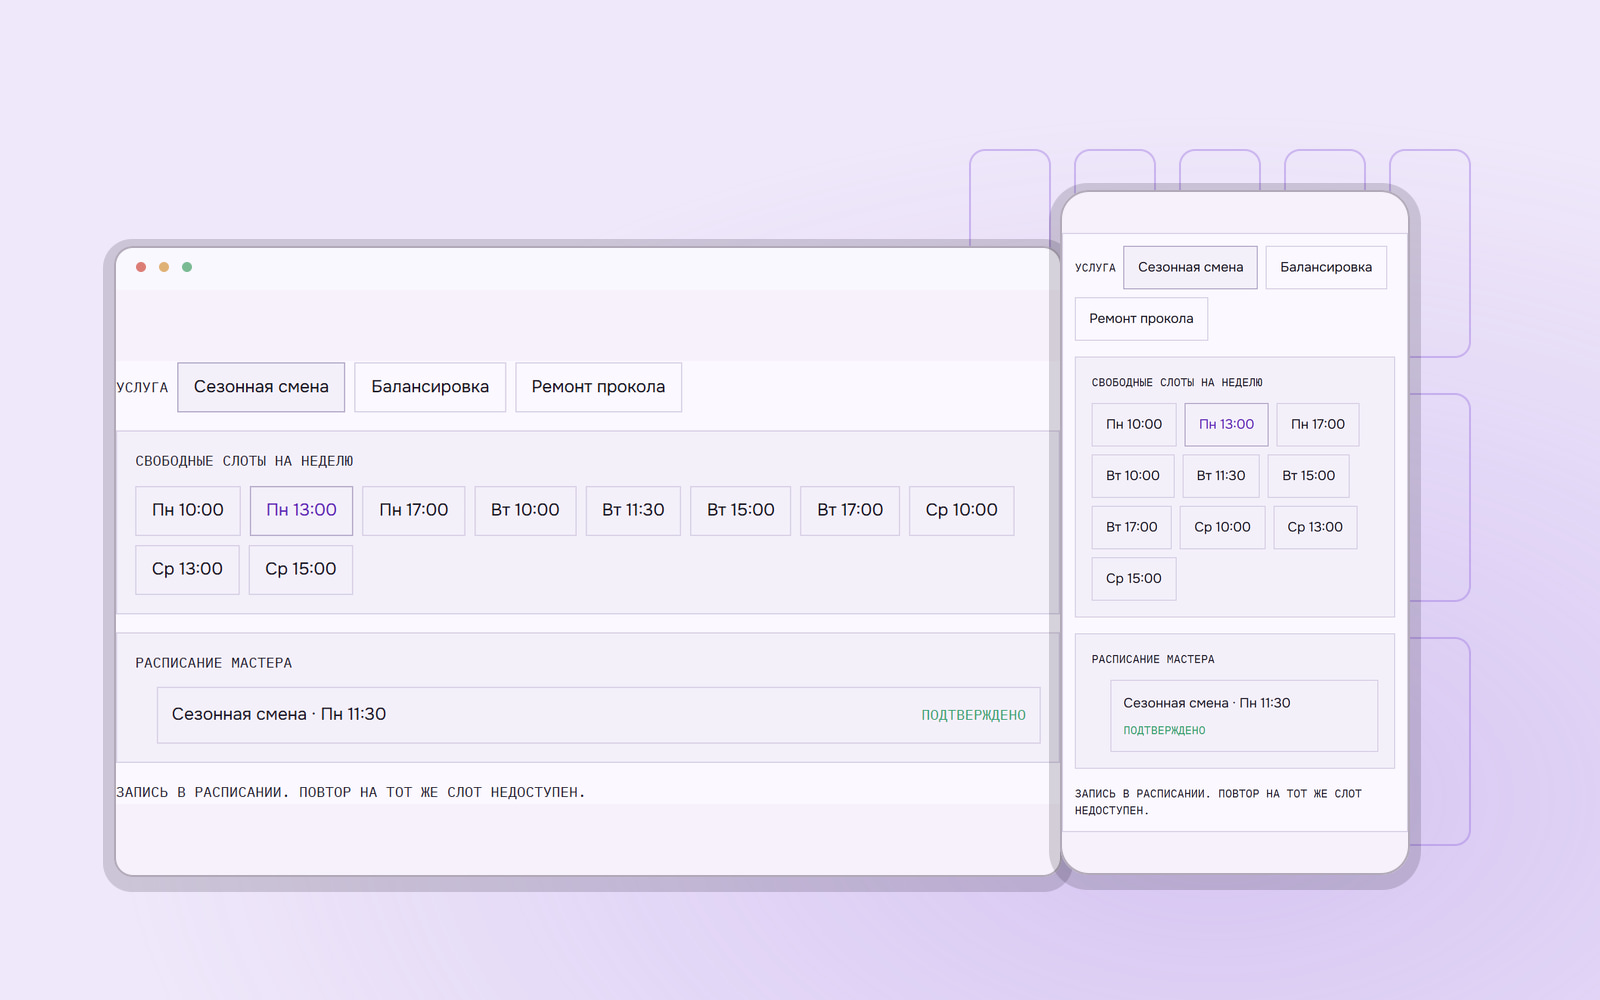 УСЛУГА Сезонная смена Балансировка Ремонт прокола
СВОБОДНЫЕ СЛОТЫ НА НЕДЕЛЮ
Пн 10:00 Пн 13:00 Пн 17:00 Вт 10:00 Вт 11:30 Вт 15:00 Вт 17:00 Ср 10:00
Ср 13:00 Ср 15:00
РАСПИСАНИЕ МАСТЕРА
Сезонная смена · Пн 11:30 ПОДТВЕРЖДЕНО
ЗАПИСЬ В РАСПИСАНИИ. ПОВТОР НА ТОТ ЖЕ СЛОТ НЕДОСТУПЕН.
УСЛУГА Сезонная смена Балансировка
Ремонт прокола
СВОБОДНЫЕ СЛОТЫ НА НЕДЕЛЮ
Пн 10:00 Пн 13:00 Пн 17:00
Вт 10:00 Вт 11:30 Вт 15:00
Вт 17:00 Ср 10:00 Ср 13:00
Ср 15:00
РАСПИСАНИЕ МАСТЕРА
Сезонная смена · Пн 11:30
ПОДТВЕРЖДЕНО
ЗАПИСЬ В РАСПИСАНИИ. ПОВТОР НА ТОТ ЖЕ СЛОТ
НЕДОСТУПЕН.